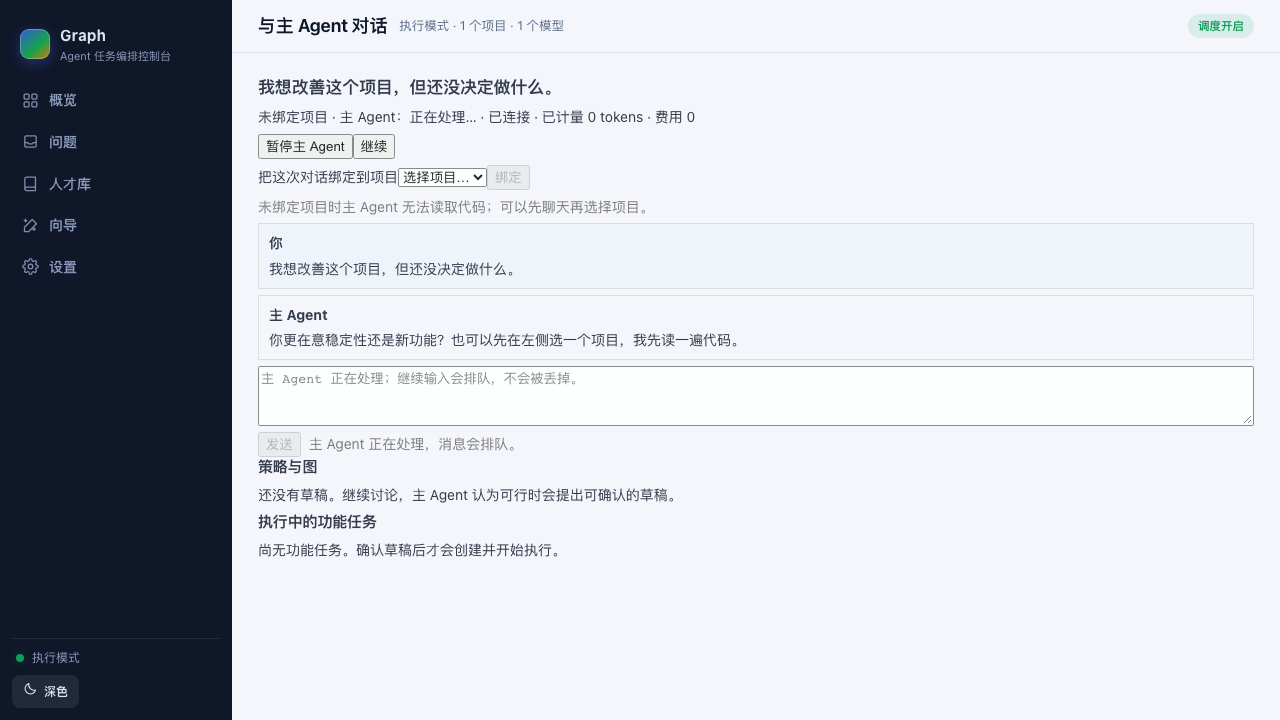 Graph
Agent 任务编排控制台
概览
问题
人才库
向导
设置
执行模式
深色
与主 Agent 对话
执行模式 · 1 个项目 · 1 个模型
调度开启
我想改善这个项目，但还没决定做什么。
未绑定项目 · 主 Agent：正在处理… · 已连接 · 已计量 0 tokens · 费用 0
暂停主 Agent 继续
把这次对话绑定到项目 选择项目… 绑定
未绑定项目时主 Agent 无法读取代码；可以先聊天再选择项目。
你
我想改善这个项目，但还没决定做什么。
主 Agent
你更在意稳定性还是新功能？也可以先在左侧选一个项目，我先读一遍代码。
主 Agent 正在处理；继续输入会排队，不会被丢掉。
发送 主 Agent 正在处理，消息会排队。
策略与图
还没有草稿。继续讨论，主 Agent 认为可行时会提出可确认的草稿。
执行中的功能任务
尚无功能任务。确认草稿后才会创建并开始执行。